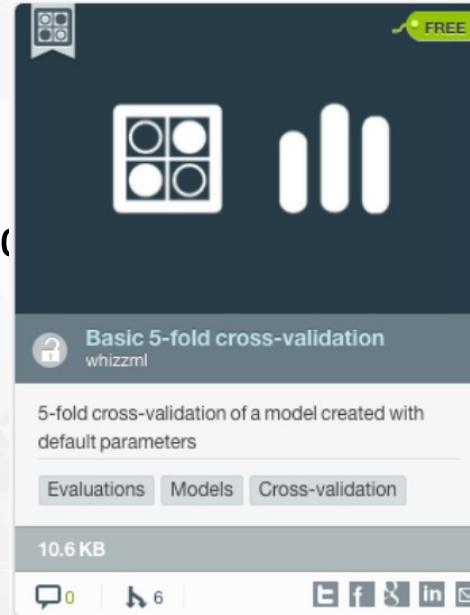 FREE
Basic 5-fold cross-validation
whizzml
5-fold cross-validation of a model created with
default parameters
Evaluations Models Cross-validation
10.6 KB
0 6